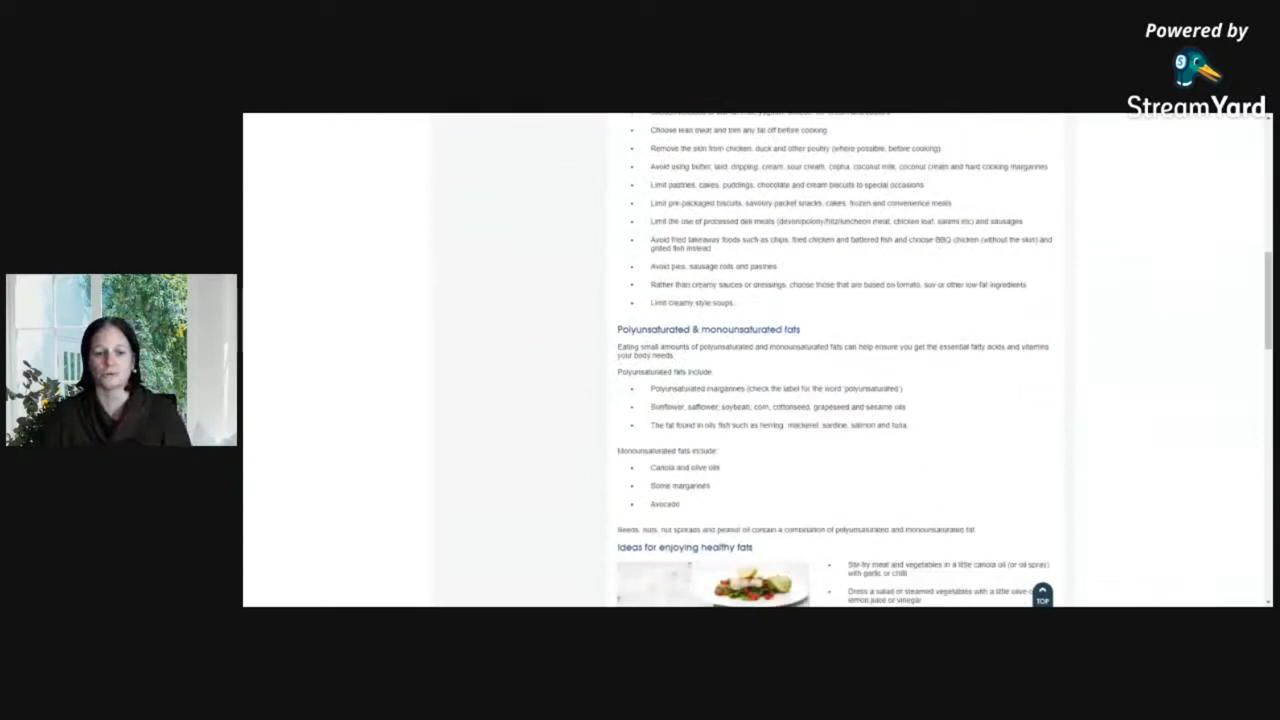 Powered by
StreamYard
Choose lean meat and trim any fat off before cooking
Remove the skin from chicken, duck and other poultry (where possible, before cooking)
Avoid using butter, lard, dripping, cream, sour cream, copha, coconut milk, coconut cream and hard cooking margarines
Limit pastries, cakes, puddings, chocolate and cream biscuits to special occasions
Limit pre-packaged biscuits, savoury packet snacks, cakes, frozen and convenience meals
Limit the use of processed deli meats (devon/polony/fritz/luncheon meat, chicken loaf, salami etc) and sausages
Avoid fried takeaway foods such as chips, fried chicken and battered fish and choose BBQ chicken (without the skin) and
grilled fish instead
Avoid pies, sausage rolls and pastries
Rather than creamy sauces or dressings, choose those that are based on tomato, soy or other low fat ingredients
Limit creamy style soups.
Polyunsaturated & monounsaturated fats
Eating small amounts of polyunsaturated and monounsaturated fats can help ensure you get the essential fatty acids and vitamins
your body needs.
Polyunsaturated fats include:
Polyunsaturated margarines (check the label for the word 'polyunsaturated')
Sunflower, safflower, soybean, corn, cottonseed, grapeseed and sesame oils
The fat found in oily fish such as herring, mackerel, sardine, salmon and tuna.
Monounsaturated fats include:
Canola and olive oils
Some margarines
Avocado
Seeds, nuts, nut spreads and peanut oil contain a combination of polyunsaturated and monounsaturated fat.
Ideas for enjoying healthy fats
Stir-fry meat and vegetables in a little canola oil (or oil spray)
with garlic or chilli
Dress a salad or steamed vegetables with a little olive
lemon juice or vinegar
TOP